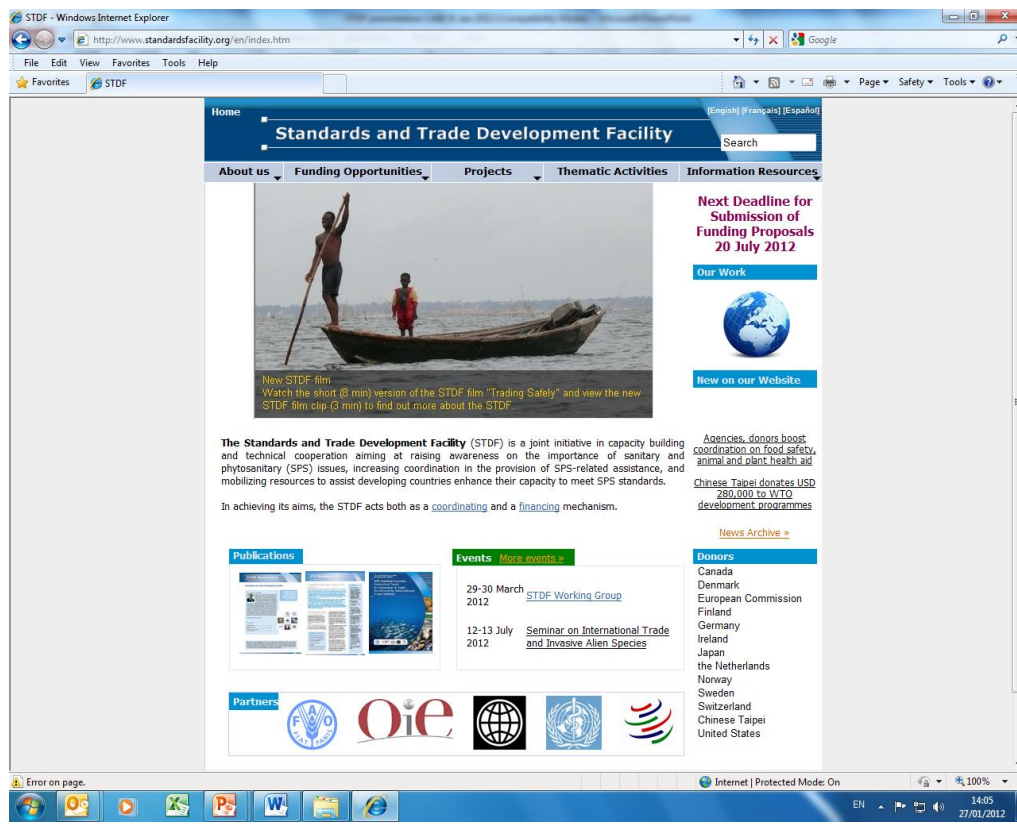 STDF - Windows Internet Explorer
http://www.standardsfacility.org/en/index.htm
Google
File Edit View Favorites Tools Help
Favorites
STDF
Page
Safety
Tools
Home
[Engish] [Français] [Español]
Standards and Trade Development Facility
Search
About us
Funding Opportunities
Projects
Thematic Activities
Information Resources
New STDF film
Watch the short (8 min) version of the STDF film "Trading Safely" and view the new
STDF film clip (3 min) to find out more about the STDF
Next Deadline for
Submission of
Funding Proposals
20 July 2012
Our Work
New on our Website
Agencies, donors boost
coordination on food safety,
animal and plant health aid
Chinese Taipei donates USD
280,000 to WTO
development programmes
News Archive »
The Standards and Trade Development Facility (STDF) is a joint initiative in capacity building
and technical cooperation aiming at raising awareness on the importance of sanitary and
phytosanitary (SPS) issues, increasing coordination in the provision of SPS-related assistance, and
mobilizing resources to assist developing countries enhance their capacity to meet SPS standards.
In achieving its aims, the STDF acts both as a coordinating and a financing mechanism.
Publications
Events More events »
29-30 March
2012
STDF Working Group
12-13 July
2012
Seminar on International Trade
and Invasive Alien Species
Donors
Canada
Denmark
European Commission
Finland
Germany
Ireland
Japan
the Netherlands
Norway
Sweden
Switzerland
Chinese Taipei
United States
Partners
FAO
FIAT PANIS
OiE
Error on page.
Internet | Protected Mode: On
100%
EN
14:05
27/01/2012